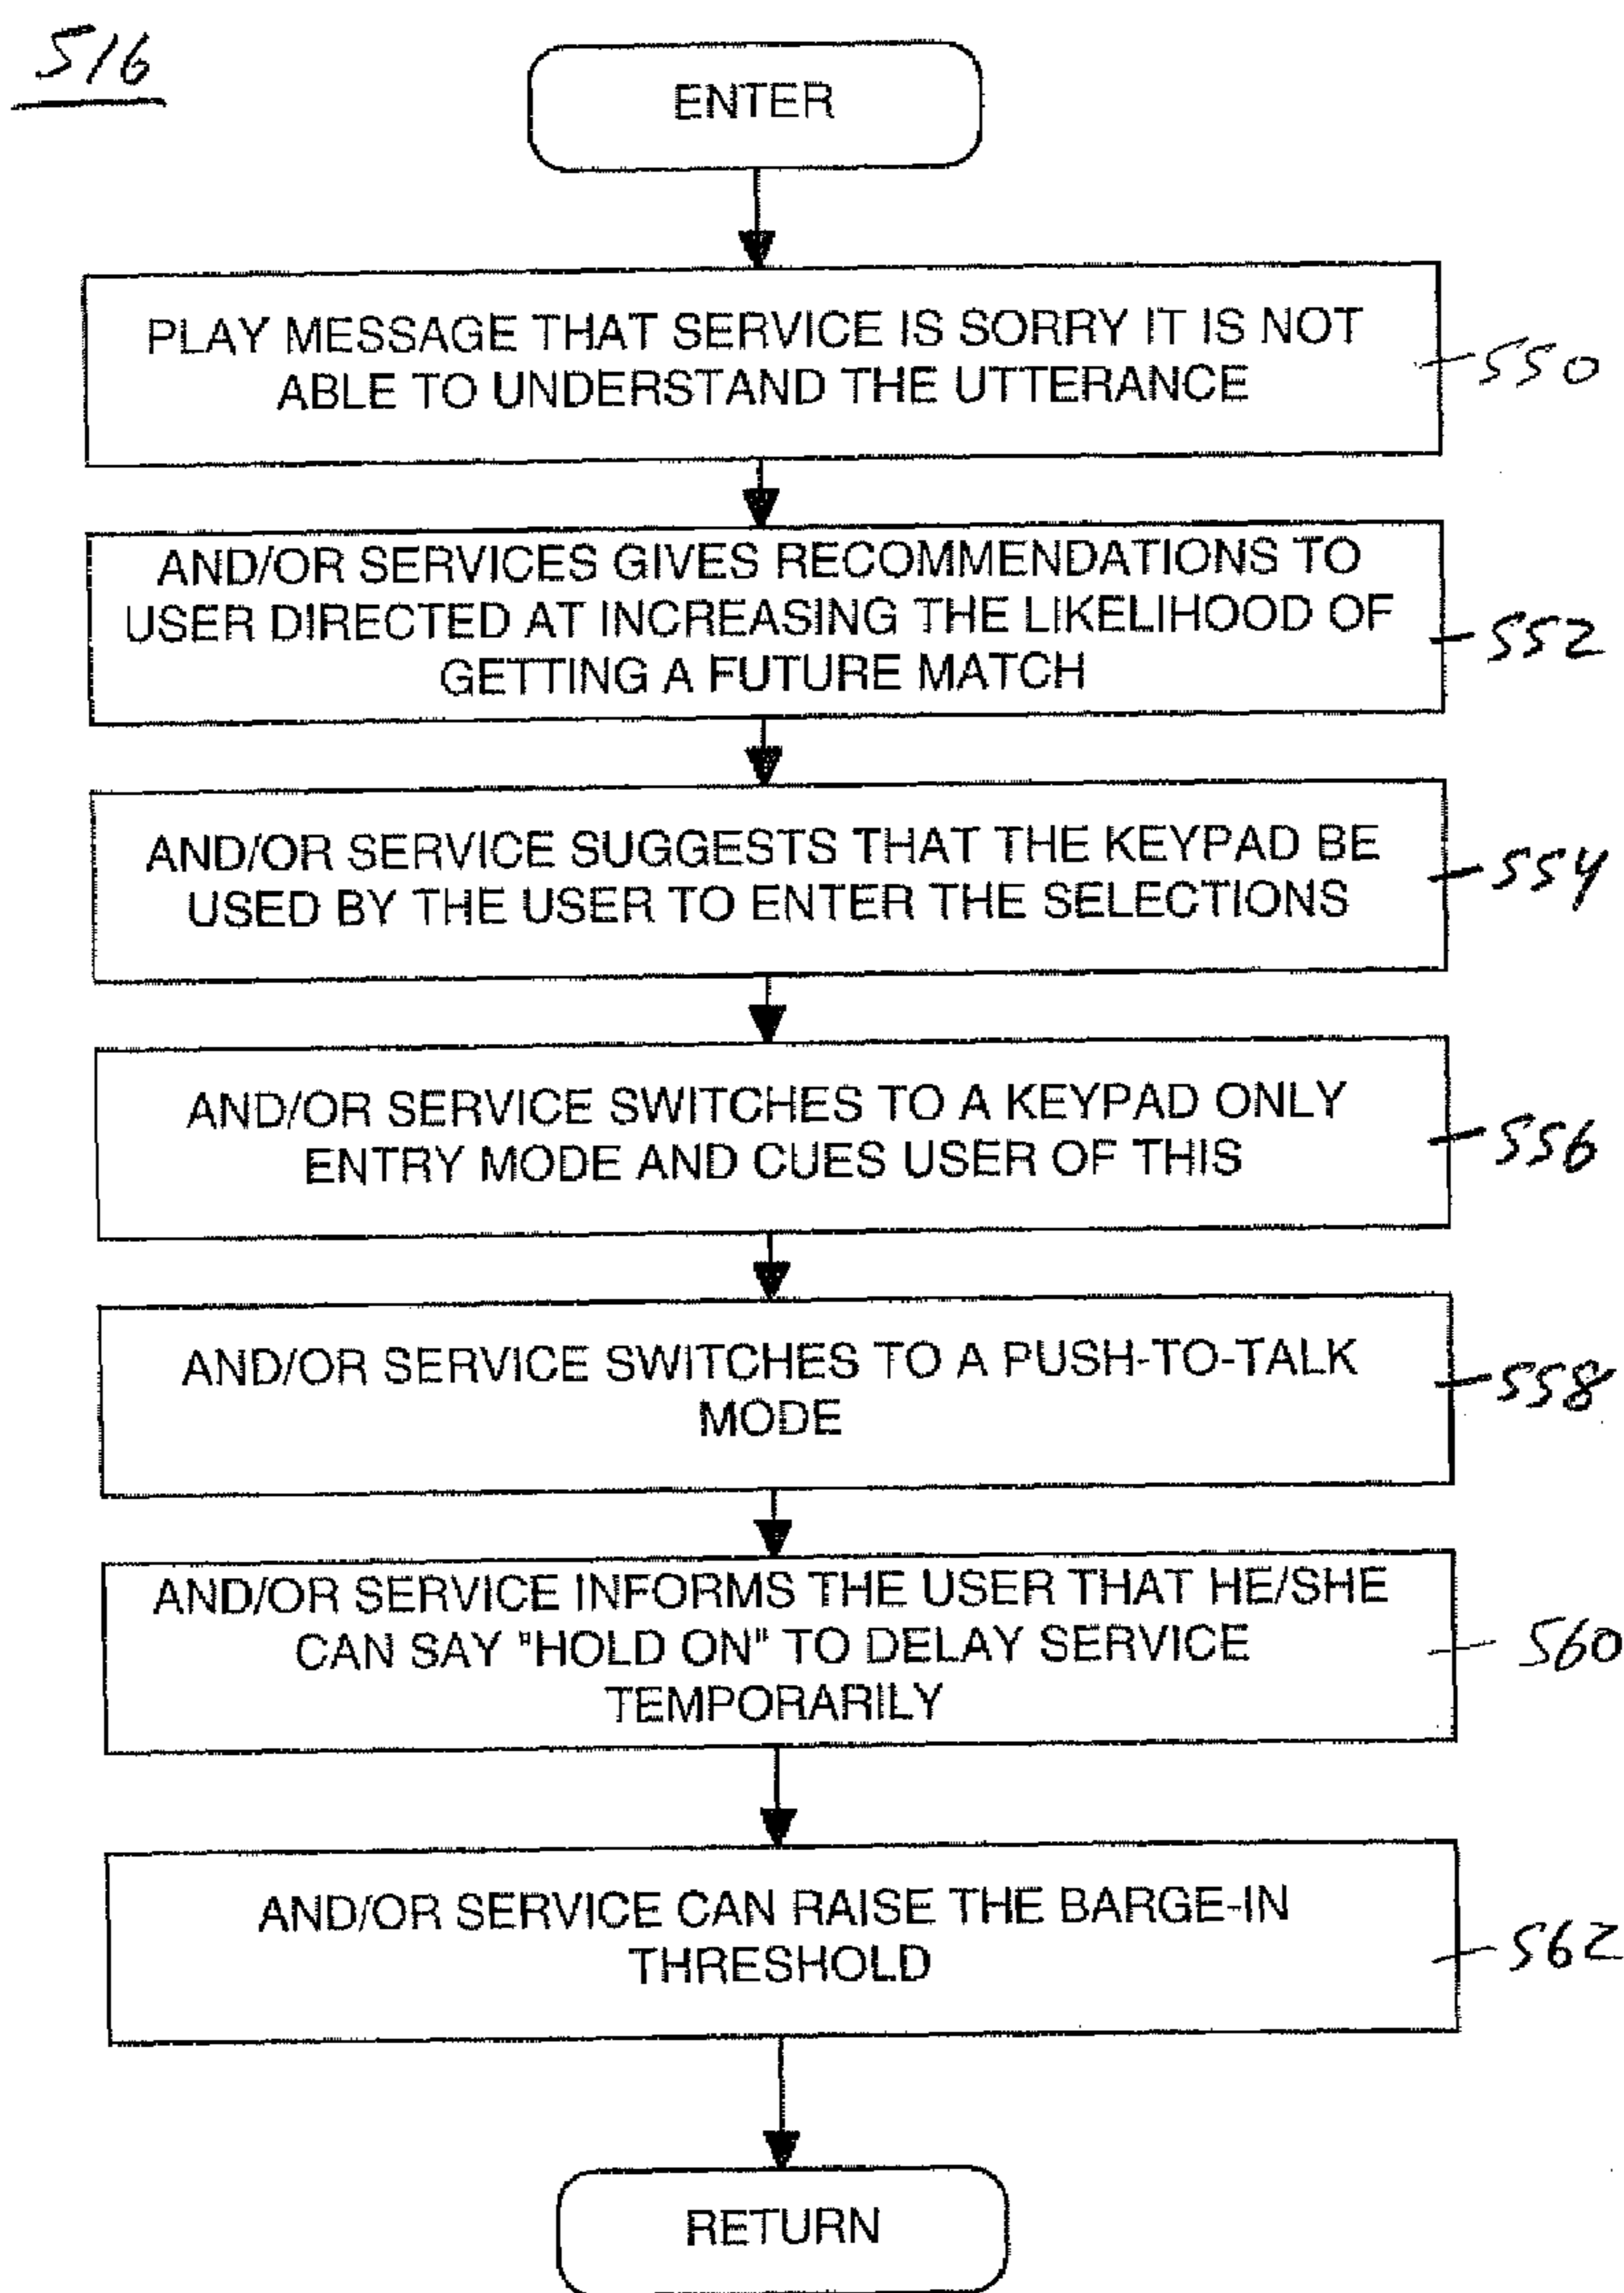 516
ENTER
PLAY MESSAGE THAT SERVICE IS SORRY IT IS NOT
ABLE TO UNDERSTAND THE UTTERANCE
550
AND/OR SERVICES GIVES RECOMMENDATIONS TO
USER DIRECTED AT INCREASING THE LIKELIHOOD OF
GETTING A FUTURE MATCH
552
AND/OR SERVICE SUGGESTS THAT THE KEYPAD BE
USED BY THE USER TO ENTER THE SELECTIONS
554
AND/OR SERVICE SWITCHES TO A KEYPAD ONLY
ENTRY MODE AND CUES USER OF THIS
556
AND/OR SERVICE SWITCHES TO A PUSH-TO-TALK
MODE
558
AND/OR SERVICE INFORMS THE USER THAT HE/SHE
CAN SAY "HOLD ON" TO DELAY SERVICE
TEMPORARILY
560
AND/OR SERVICE CAN RAISE THE BARGE-IN
THRESHOLD
562
RETURN